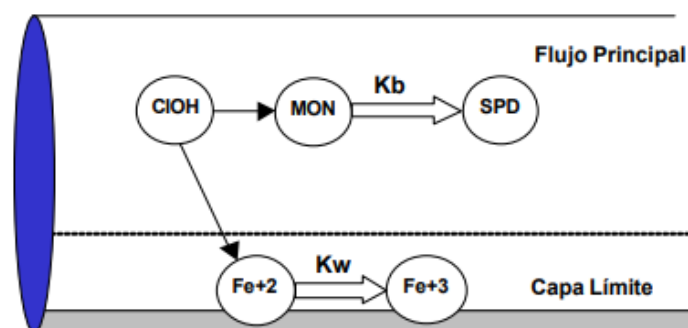 Flujo Principal
ClOH
MON
Kb
SPD
Fe+2
Kw
Fe+3
Capa Límite